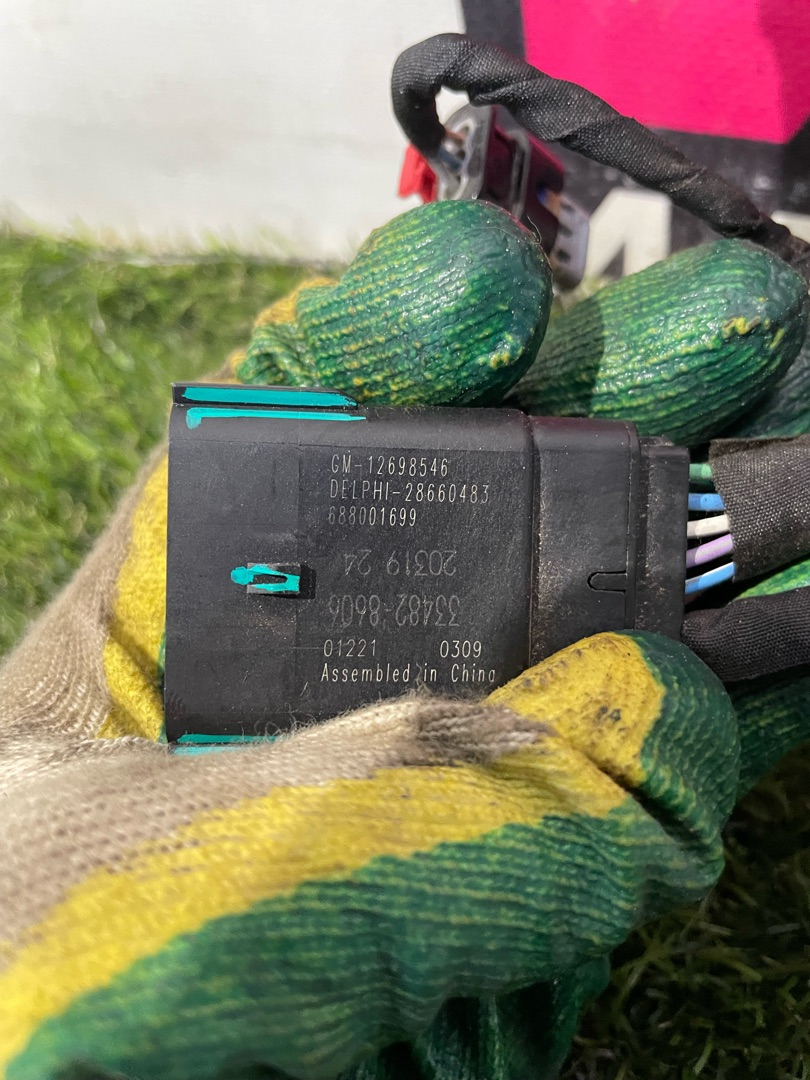 GM-12698546
DELPHI-28660483
688001699
20319 24
33482-8606
01221 0309
Assembled in China